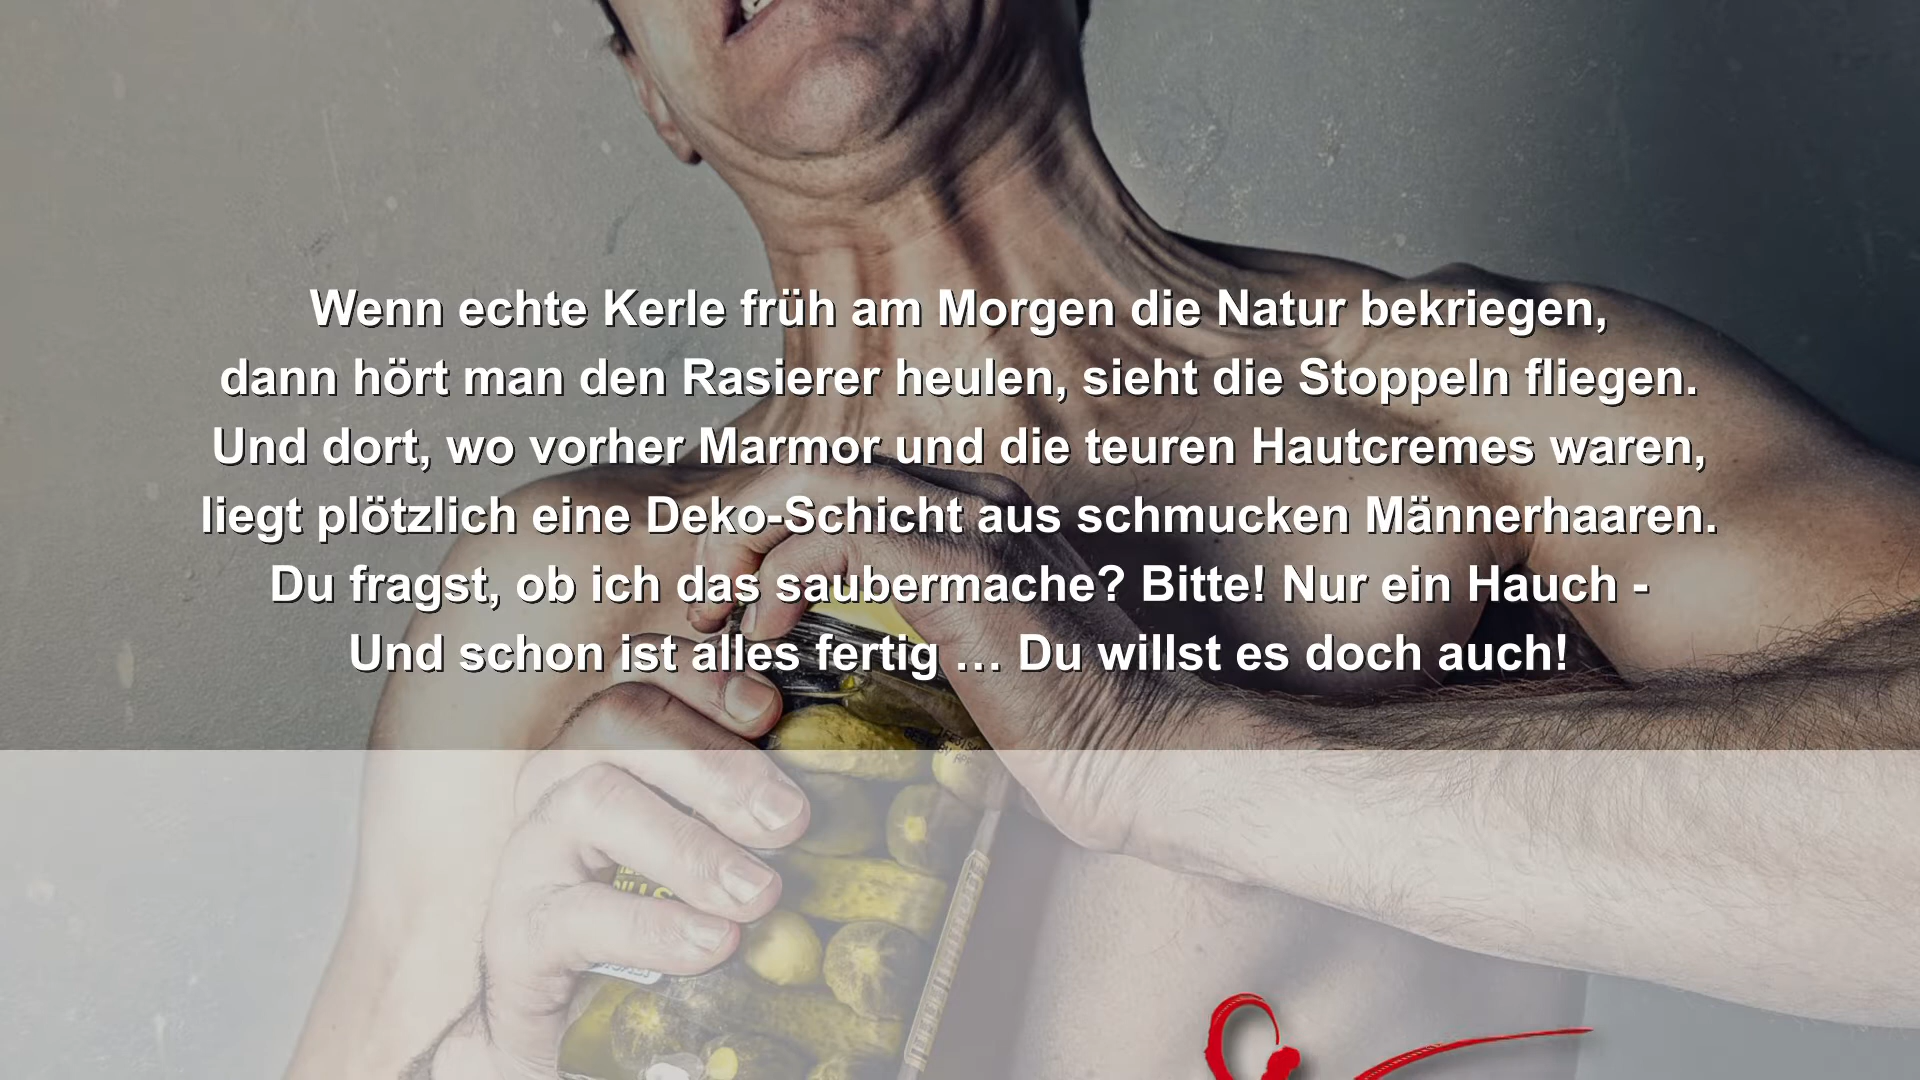 Wenn echte Kerle früh am Morgen die Natur bekriegen,
dann hört man den Rasierer heulen, sieht die Stoppeln fliegen.
Und dort, wo vorher Marmor und die teuren Hautcremes waren,
liegt plötzlich eine Deko-Schicht aus schmucken Männerhaaren.
Du fragst, ob ich das saubermache? Bitte! Nur ein Hauch -
Und schon ist alles fertig … Du willst es doch auch!